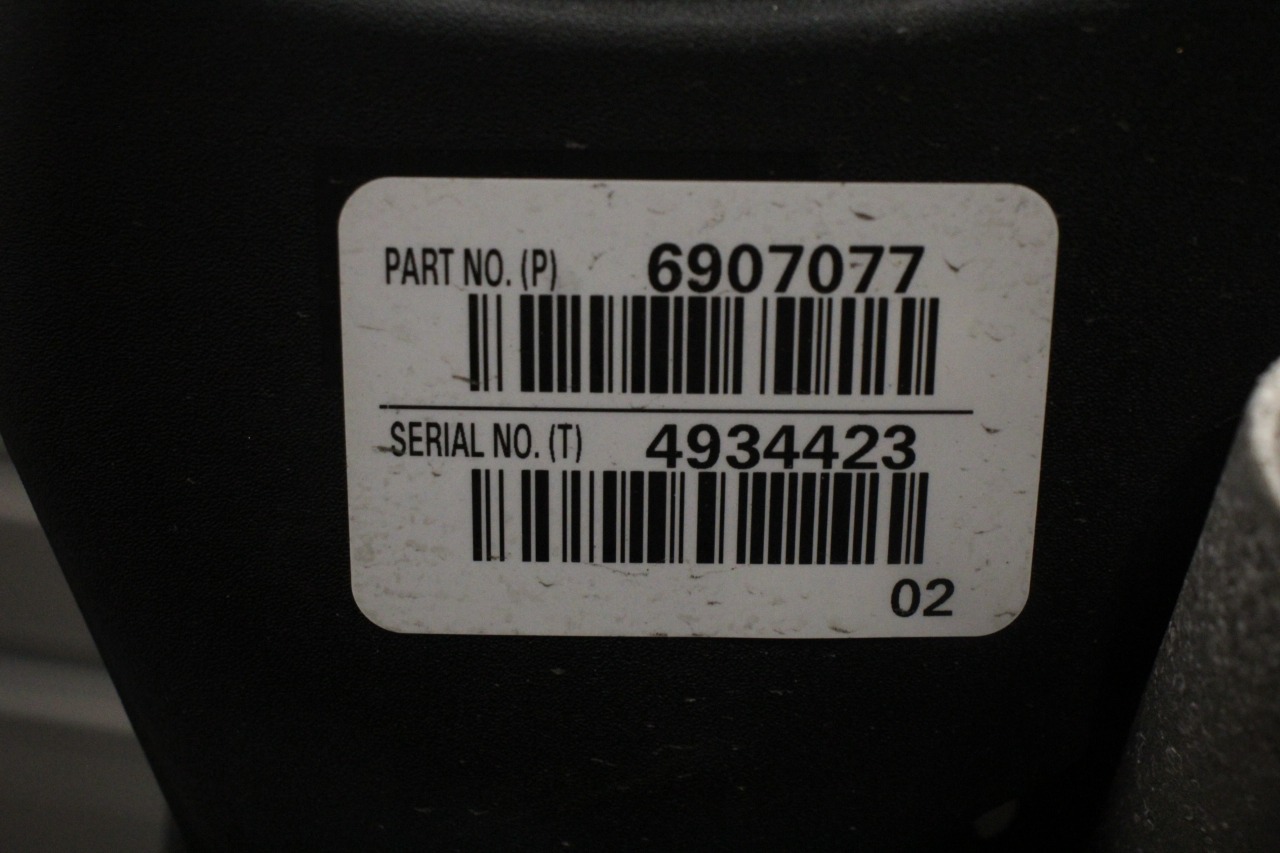 PART NO. (P) 6907077
SERIAL NO. (T) 4934423
02